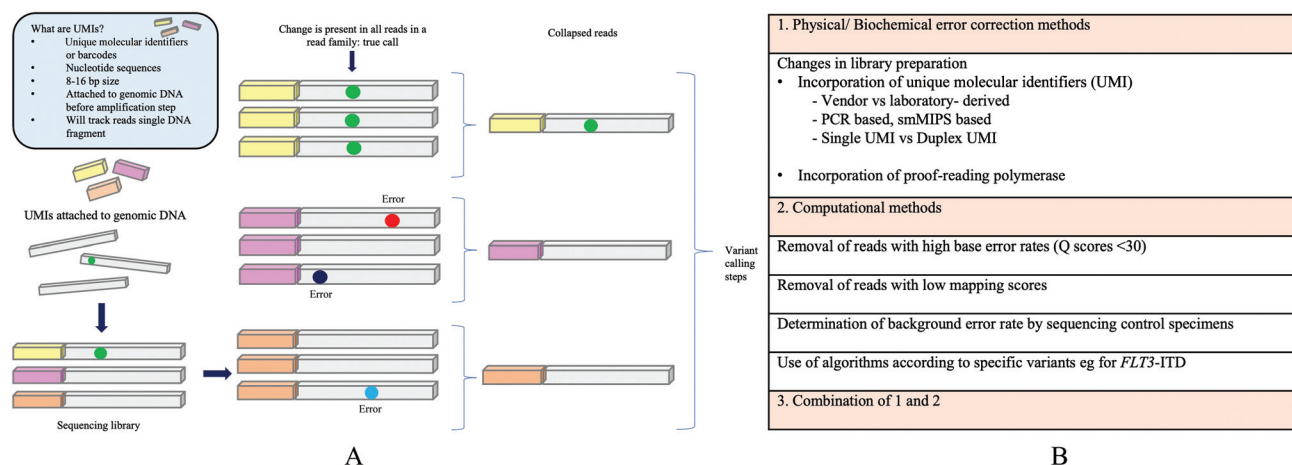 What are UMIs?
• Unique molecular identifiers
or barcodes
• Nucleotide sequences
• 8-16 bp size
• Attached to genomic DNA
before amplification step
• Will track reads single DNA
fragment
UMIs attached to genomic DNA
Sequencing library
Change is present in all reads in a
read family: true call
Error
Error
Error
Collapsed reads
Variant
calling
steps
A
1. Physical/ Biochemical error correction methods
Changes in library preparation
• Incorporation of unique molecular identifiers (UMI)
- Vendor vs laboratory- derived
- PCR based, smMIPS based
- Single UMI vs Duplex UMI
• Incorporation of proof-reading polymerase
2. Computational methods
Removal of reads with high base error rates (Q scores <30)
Removal of reads with low mapping scores
Determination of background error rate by sequencing control specimens
Use of algorithms according to specific variants eg for FLT3-ITD
3. Combination of 1 and 2
B